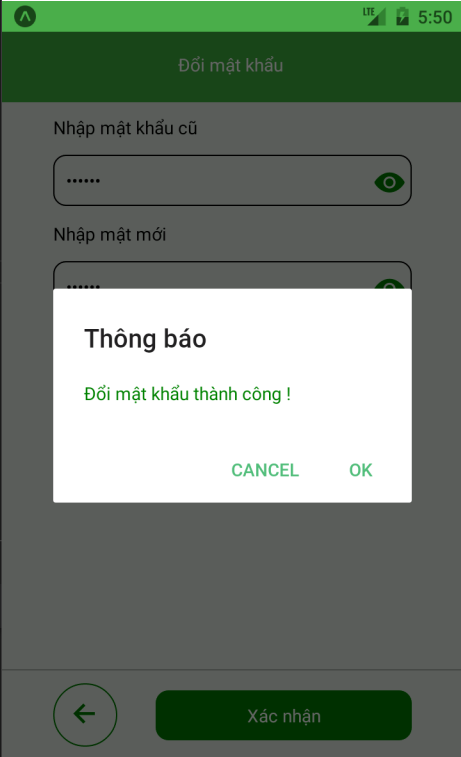 LTE 5:50
Đổi mật khẩu
Nhập mật khẩu cũ
••••••
Nhập mật mới
••••••
Thông báo
Đổi mật khẩu thành công !
CANCEL OK
Xác nhận